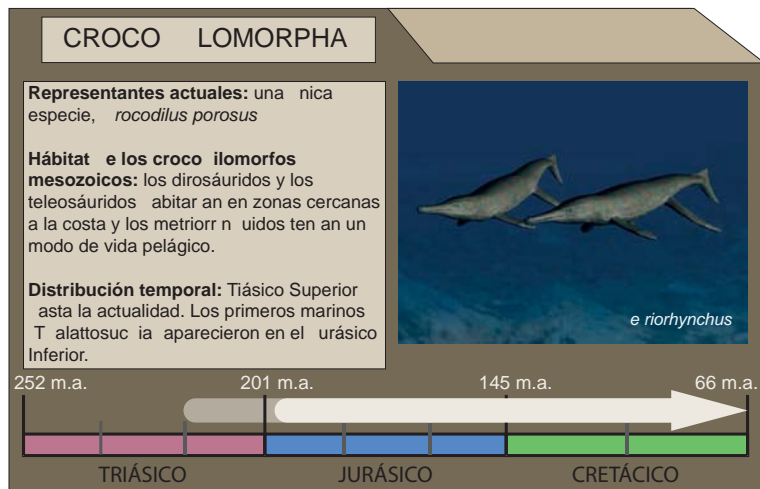 CROCO LOMORPHA
Representantes actuales: una nica
especie, rocodilus porosus
Hábitat e los croco ilomorfos
mesozoicos: los dirosáuridos y los
teleosáuridos abitar an en zonas cercanas
a la costa y los metriorr n uidos ten an un
modo de vida pelágico.
Distribución temporal: Tiásico Superior
asta la actualidad. Los primeros marinos
T alattosuc ia aparecieron en el urásico
Inferior.
e riorhynchus
252 m.a. 201 m.a. 145 m.a. 66 m.a.
TRIÁSICO JURÁSICO CRETÁCICO